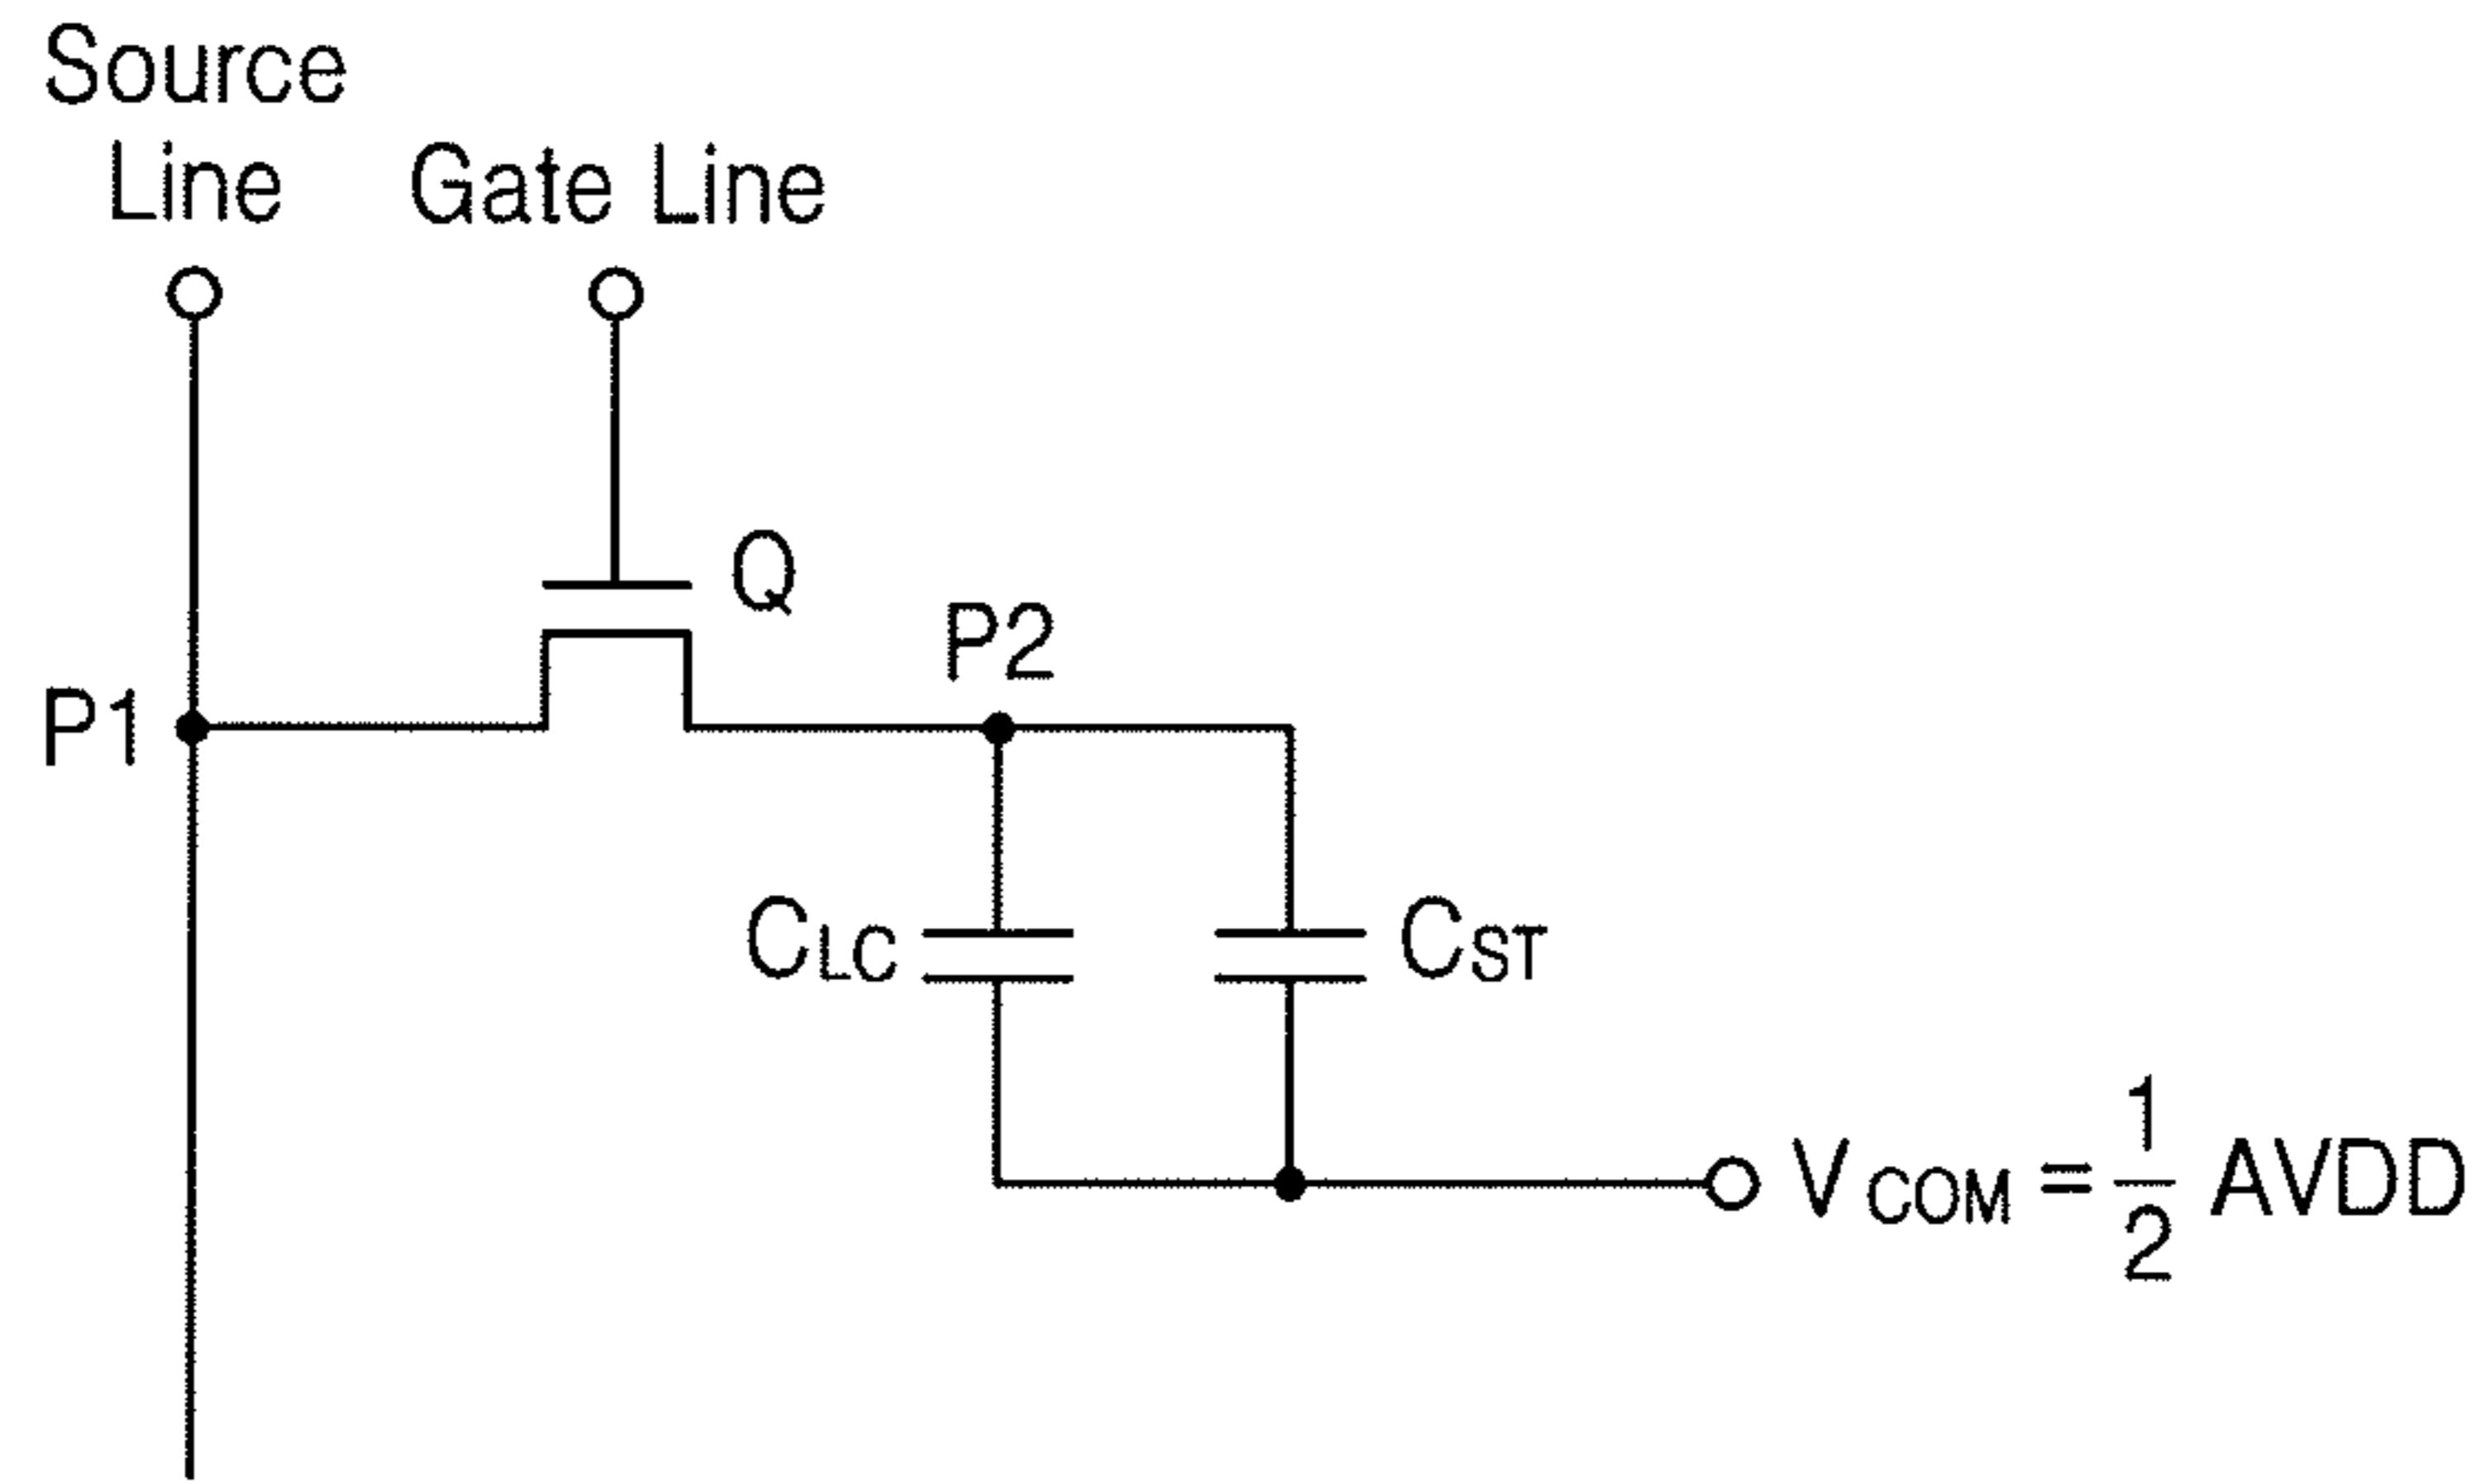 Source
Line
Gate Line
Q
P2
P1
CLC
CST
VCOM = 1/2 AVDD